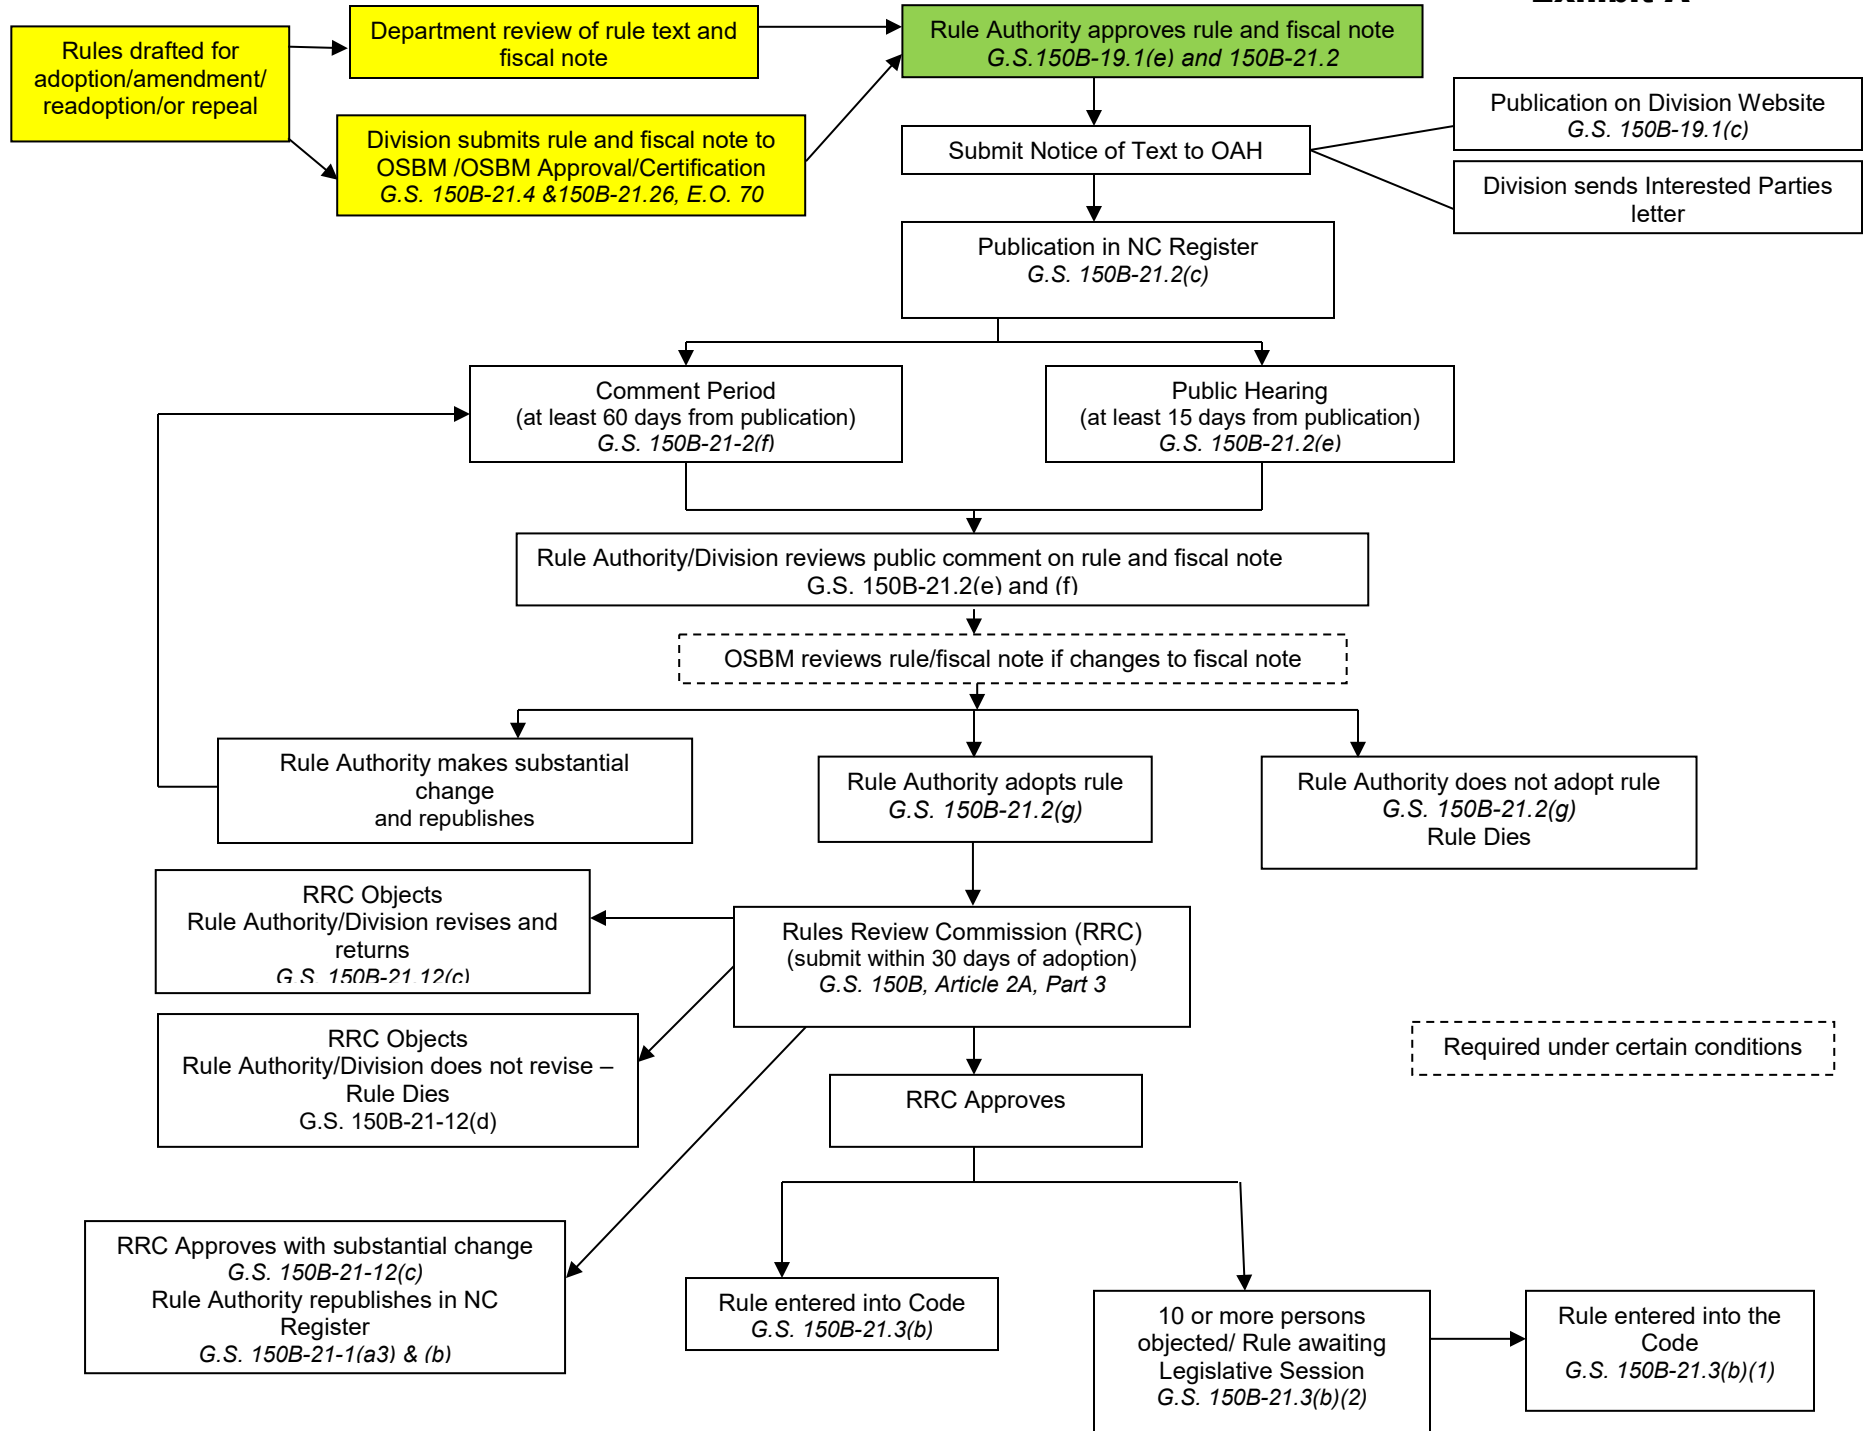 Exhibit A
Rules drafted for
adoption/amendment/
readoption/or repeal
Department review of rule text and
fiscal note
Rule Authority approves rule and fiscal note
G.S.150B-19.1(e) and 150B-21.2
Division submits rule and fiscal note to
OSBM /OSBM Approval/Certification
G.S. 150B-21.4 &150B-21.26, E.O. 70
Submit Notice of Text to OAH
Publication on Division Website
G.S. 150B-19.1(c)
Division sends Interested Parties
letter
Publication in NC Register
G.S. 150B-21.2(c)
Comment Period
(at least 60 days from publication)
G.S. 150B-21-2(f)
Public Hearing
(at least 15 days from publication)
G.S. 150B-21.2(e)
Rule Authority/Division reviews public comment on rule and fiscal note
G.S. 150B-21.2(e) and (f)
OSBM reviews rule/fiscal note if changes to fiscal note
Rule Authority makes substantial
change
and republishes
Rule Authority adopts rule
G.S. 150B-21.2(g)
Rule Authority does not adopt rule
G.S. 150B-21.2(g)
Rule Dies
RRC Objects
Rule Authority/Division revises and
returns
G.S. 150B-21.12(c)
Rules Review Commission (RRC)
(submit within 30 days of adoption)
G.S. 150B, Article 2A, Part 3
RRC Objects
Rule Authority/Division does not revise –
Rule Dies
G.S. 150B-21-12(d)
Required under certain conditions
RRC Approves
RRC Approves with substantial change
G.S. 150B-21-12(c)
Rule Authority republishes in NC
Register
G.S. 150B-21-1(a3) & (b)
Rule entered into Code
G.S. 150B-21.3(b)
10 or more persons
objected/ Rule awaiting
Legislative Session
G.S. 150B-21.3(b)(2)
Rule entered into the
Code
G.S. 150B-21.3(b)(1)